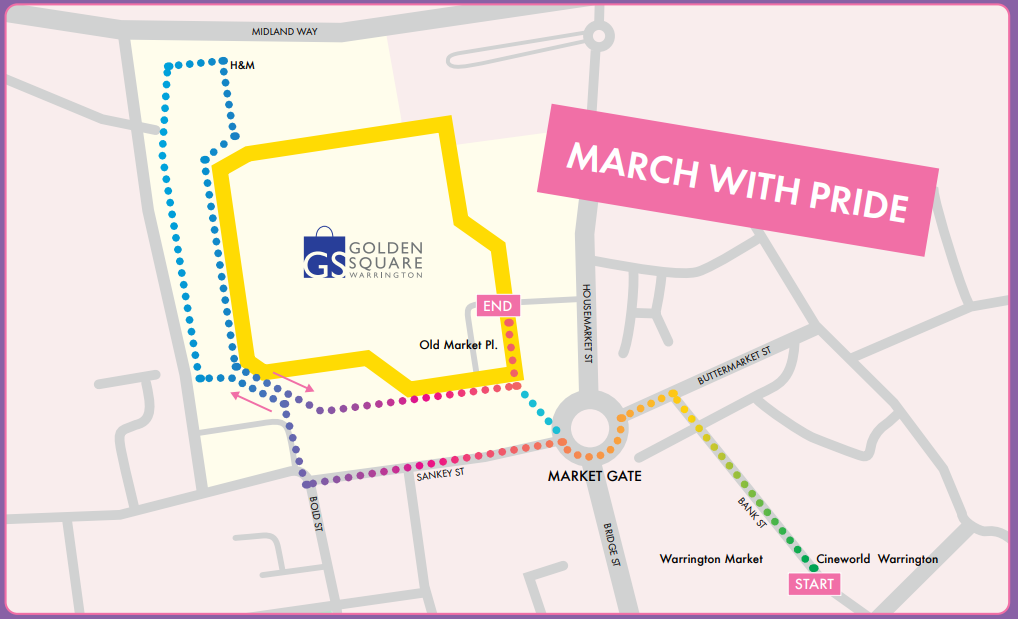 MIDLAND WAY
H&M
MARCH WITH PRIDE
GS
GOLDEN
SQUARE
WARRINGTON
END
HOUSEMARKET ST
Old Market Pl.
BUTTERMARKET ST
MARKET GATE
SANKEY ST
BOLD ST
BANK ST
BRIDGE ST
Warrington Market
Cineworld Warrington
START